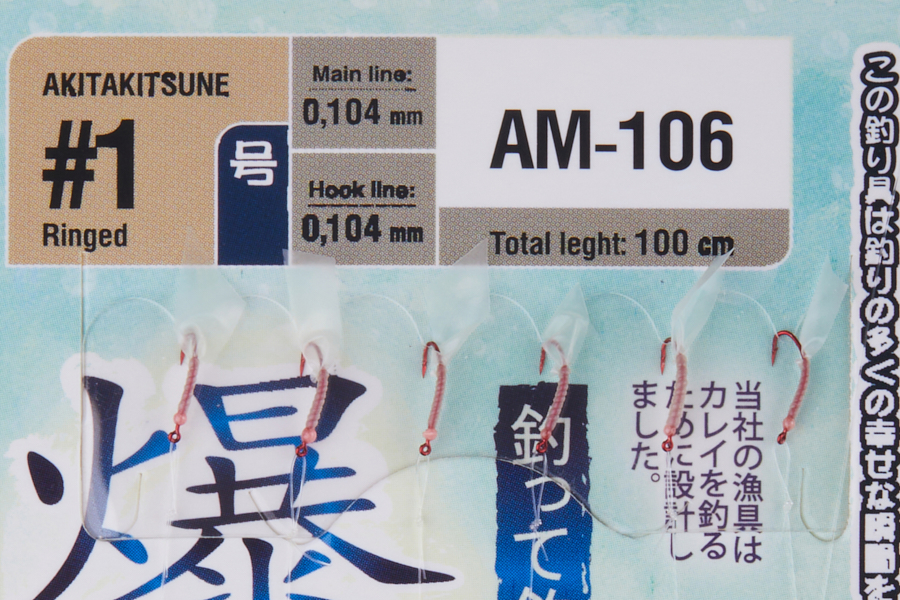 AKITAKITSUNE
#1
Ringed
号
Main line:
0,104 mm
Hook line:
0,104 mm
AM-106
Total leght: 100 cm
この釣り具は釣りの多くの幸せな瞬間を
爆
釣って
当社の漁具は
カレイを釣る
ために設計し
ました。